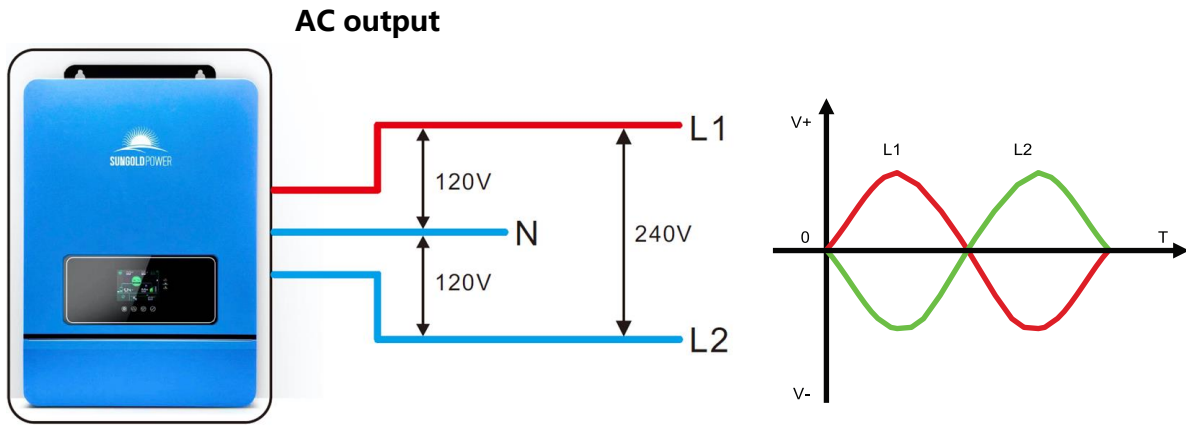 AC output
SUNGOLDPOWER
L1
120V
N
240V
120V
L2
V+
L1
L2
0
T
V-